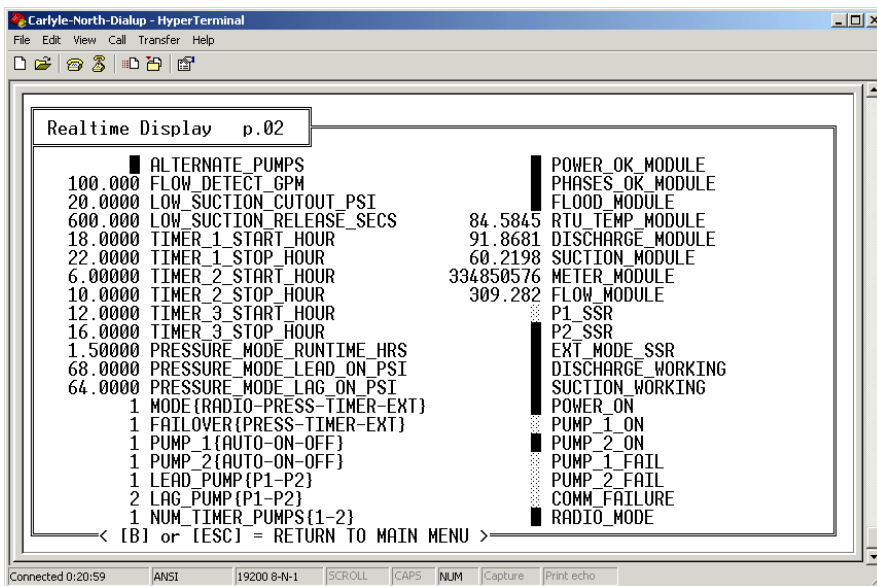 Carlyle-North-Dialup - HyperTerminal
File Edit View Call Transfer Help
Realtime Display p.02
ALTERNATE_PUMPS
100.000 FLOW_DETECT_GPM
20.0000 LOW_SUCTION_CUTOUT_PSI
600.000 LOW_SUCTION_RELEASE_SECS
18.0000 TIMER_1_START_HOUR
22.0000 TIMER_1_STOP_HOUR
6.00000 TIMER_2_START_HOUR
10.0000 TIMER_2_STOP_HOUR
12.0000 TIMER_3_START_HOUR
16.0000 TIMER_3_STOP_HOUR
1.50000 PRESSURE_MODE_RUNTIME_HRS
68.0000 PRESSURE_MODE_LEAD_ON_PSI
64.0000 PRESSURE_MODE_LAG_ON_PSI
1 MODE{RADIO-PRESS-TIMER-EXT}
1 FAILOVER{PRESS-TIMER-EXT}
1 PUMP_1{AUTO-ON-OFF}
1 PUMP_2{AUTO-ON-OFF}
1 LEAD_PUMP{P1-P2}
2 LAG_PUMP{P1-P2}
1 NUM_TIMER_PUMPS{1-2}
POWER_OK_MODULE
PHASES_OK_MODULE
FLOOD_MODULE
84.5845 RTU_TEMP_MODULE
91.8681 DISCHARGE_MODULE
60.2198 SUCTION_MODULE
334850576 METER_MODULE
309.282 FLOW_MODULE
P1_SSR
P2_SSR
EXT_MODE_SSR
DISCHARGE_WORKING
SUCTION_WORKING
POWER_ON
PUMP_1_ON
PUMP_2_ON
PUMP_1_FAIL
PUMP_2_FAIL
COMM_FAILURE
RADIO_MODE
< [B] or [ESC] = RETURN TO MAIN MENU >
Connected 0:20:59 ANSI 19200 8-N-1 SCROLL CAPS NUM Capture Print echo